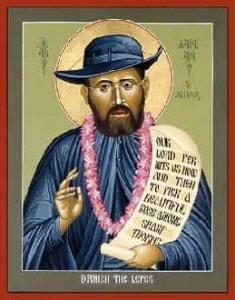 OUR
LORD PER
MITS US NOW
AND THEN
TO PICK A
BEAUTIFUL
ROSE AMONG
SHARP
THORNS
DAMIEN THE LEPER